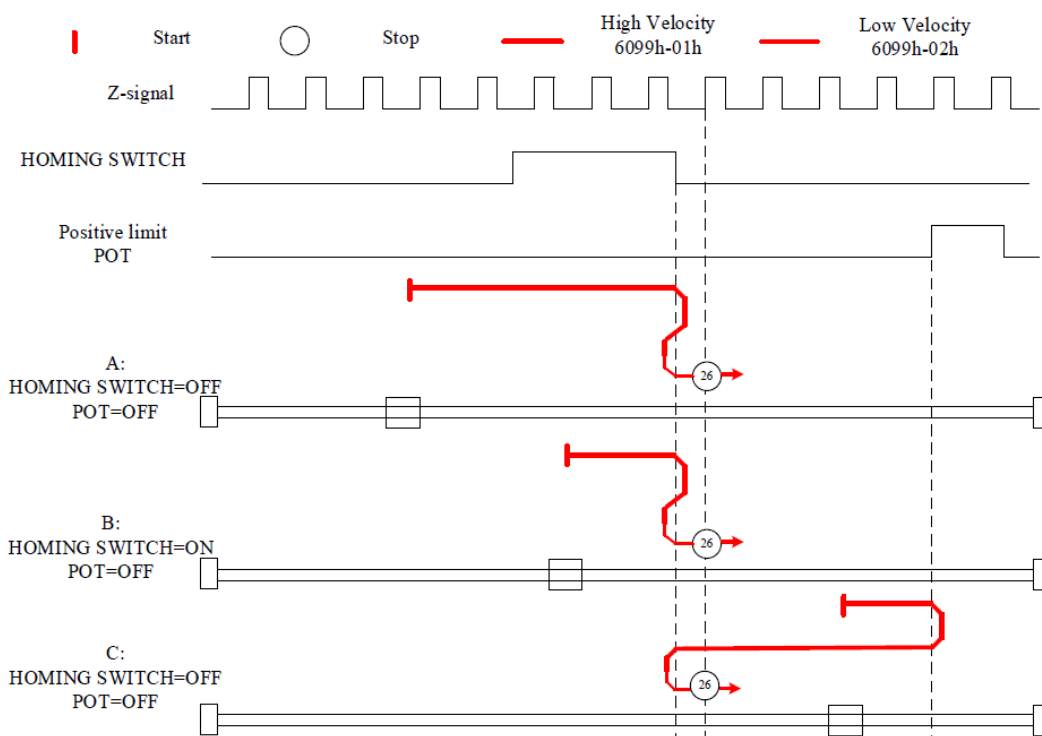 Start
Stop
High Velocity
6099h-01h
Low Velocity
6099h-02h
Z-signal
HOMING SWITCH
Positive limit
POT
26
A:
HOMING SWITCH=OFF
POT=OFF
26
B:
HOMING SWITCH=ON
POT=OFF
26
C:
HOMING SWITCH=OFF
POT=OFF